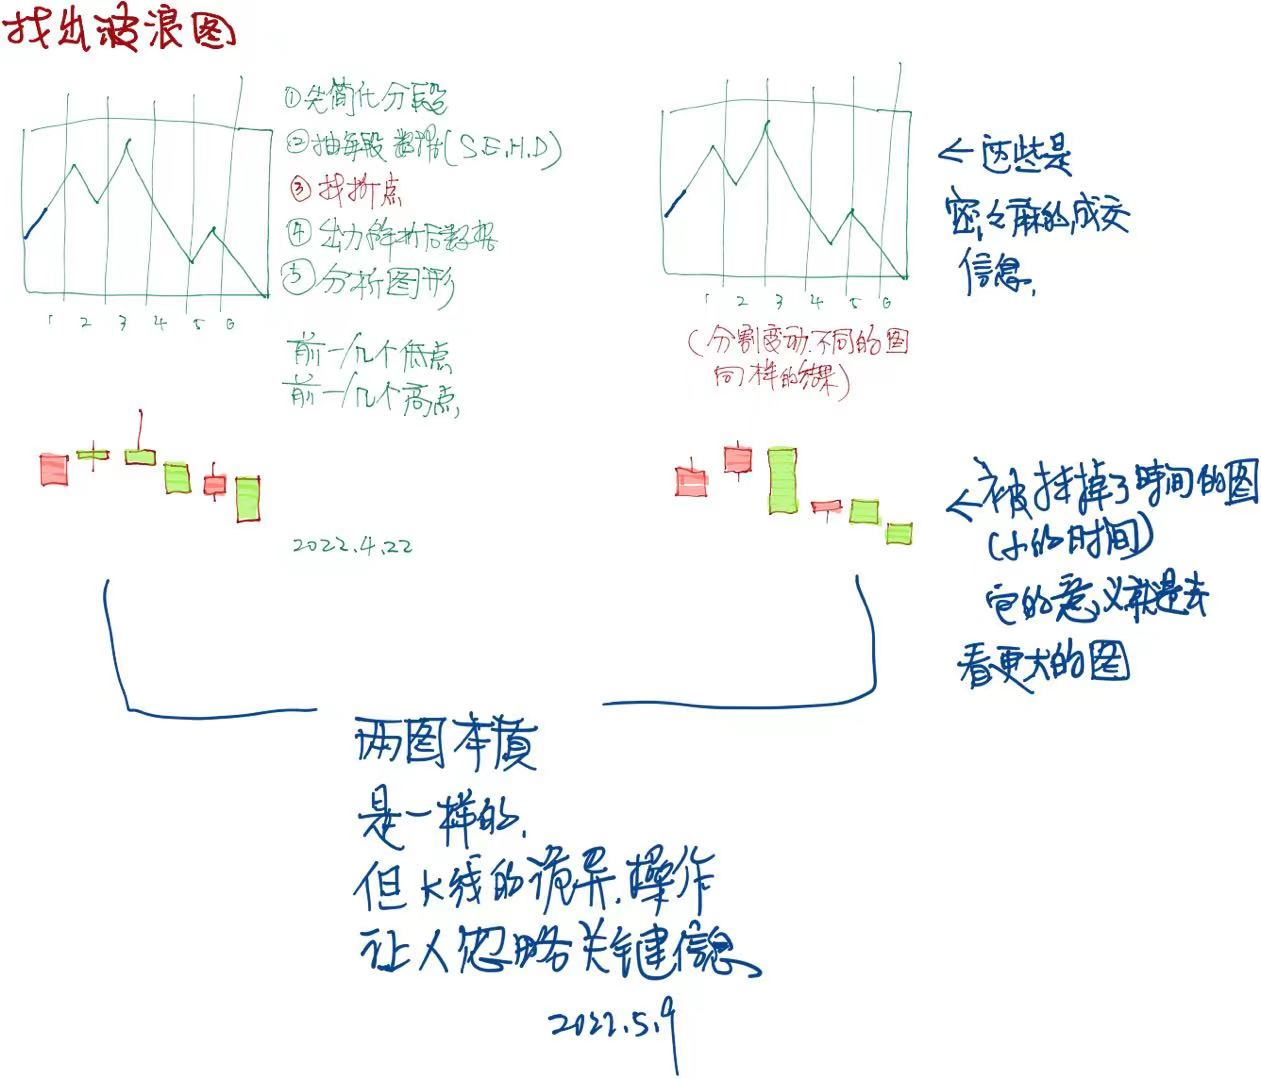 找出波浪图
①先简化分段
②抽每段数据(S.E.H.D)
③找折点
④出力解析后数据
⑤分析图形
1 2 3 4 5 6
前一/几个低点
前一/几个高点,
2022.4.22
1 2 3 4 5 6
(分割变动.不同的图
同样的结果)
←这些是
密々麻的成交
信息.
←被抹掉了时间的图
(小的时间)
它的意义就是去
看更大的图
两图本质
是一样的,
但K线的诡异.操作
让人忽略关键信息、
2022.5.9